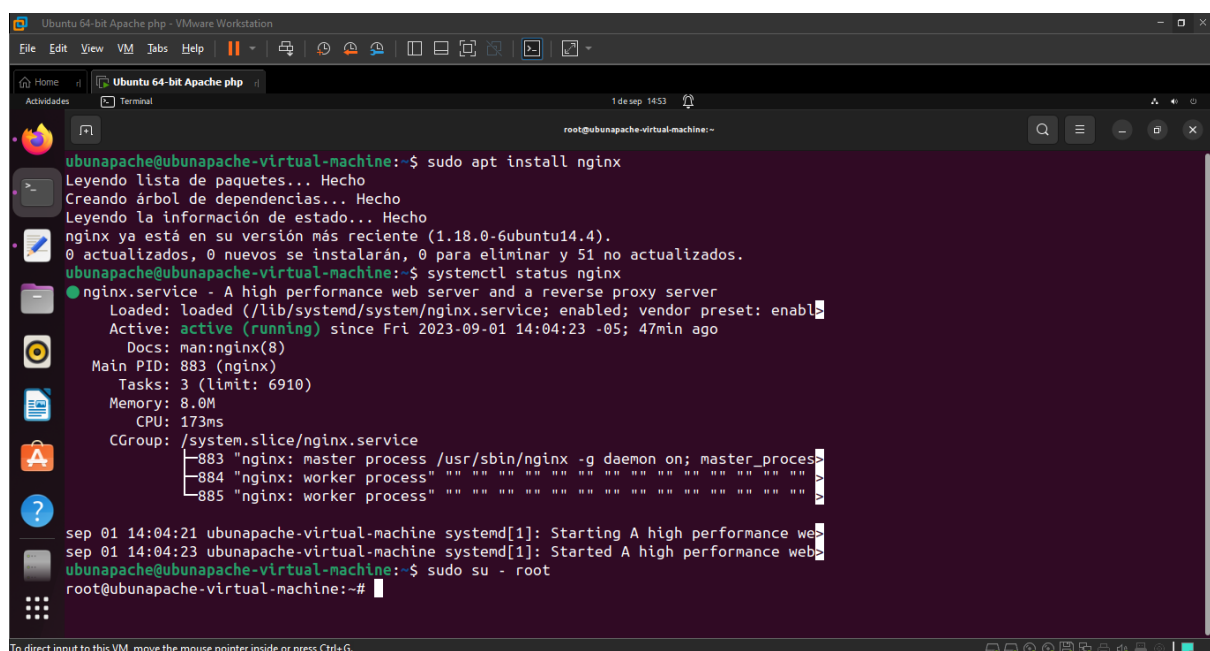 Ubuntu 64-bit Apache php - VMware Workstation
File Edit View VM Tabs Help
Home Ubuntu 64-bit Apache php
Actividades Terminal 1 de sep 14:53
root@ubunapache-virtual-machine:~
ubunapache@ubunapache-virtual-machine:~$ sudo apt install nginx
Leyendo lista de paquetes... Hecho
Creando árbol de dependencias... Hecho
Leyendo la información de estado... Hecho
nginx ya está en su versión más reciente (1.18.0-6ubuntu14.4).
0 actualizados, 0 nuevos se instalarán, 0 para eliminar y 51 no actualizados.
ubunapache@ubunapache-virtual-machine:~$ systemctl status nginx
● nginx.service - A high performance web server and a reverse proxy server
Loaded: loaded (/lib/systemd/system/nginx.service; enabled; vendor preset: enabl>
Active: active (running) since Fri 2023-09-01 14:04:23 -05; 47min ago
Docs: man:nginx(8)
Main PID: 883 (nginx)
Tasks: 3 (limit: 6910)
Memory: 8.0M
CPU: 173ms
CGroup: /system.slice/nginx.service
├─883 "nginx: master process /usr/sbin/nginx -g daemon on; master_proces>
├─884 "nginx: worker process" "" "" "" "" "" "" "" "" "" "" "" "" "" "" >
└─885 "nginx: worker process" "" "" "" "" "" "" "" "" "" "" "" "" "" "" >
sep 01 14:04:21 ubunapache-virtual-machine systemd[1]: Starting A high performance we>
sep 01 14:04:23 ubunapache-virtual-machine systemd[1]: Started A high performance web>
ubunapache@ubunapache-virtual-machine:~$ sudo su - root
root@ubunapache-virtual-machine:~#
To direct input to this VM, move the mouse pointer inside or press Ctrl+G.